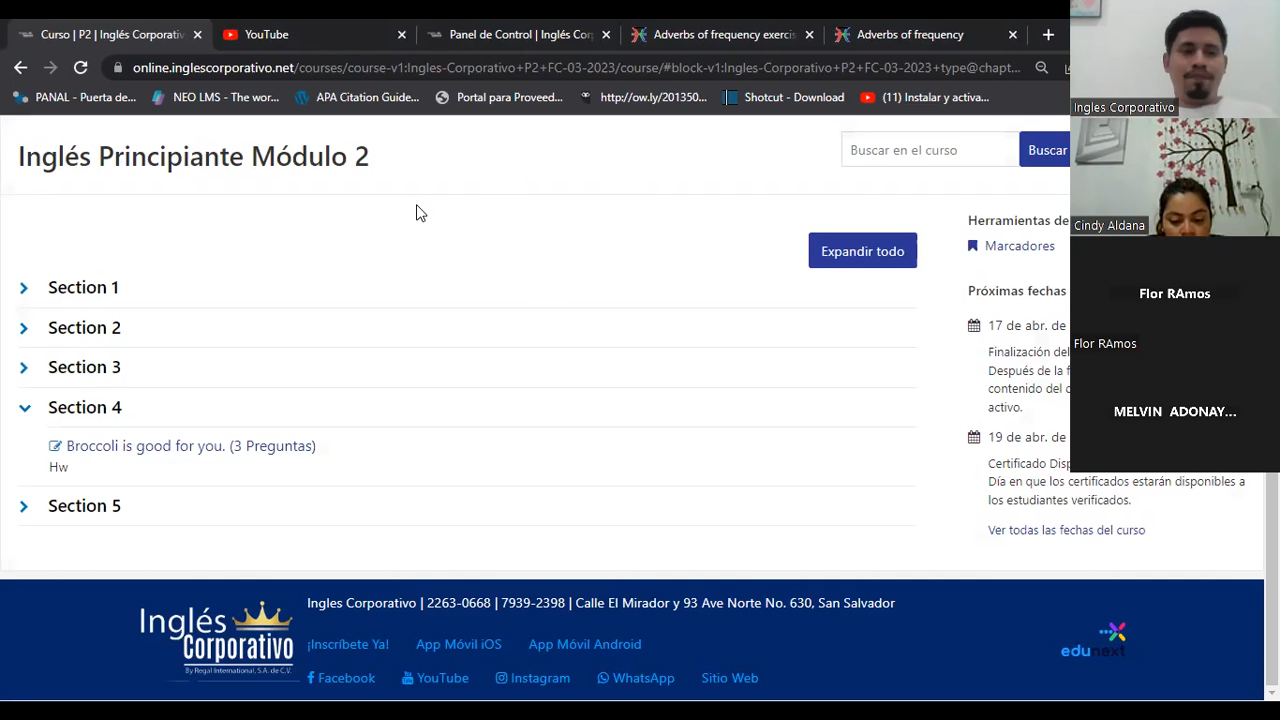 Curso | P2 | Inglés Corporativ
YouTube
Panel de Control | Inglés Cor
Adverbs of frequency exercis
Adverbs of frequency
online.inglescorporativo.net/courses/course-v1:Ingles-Corporativo+P2+FC-03-2023/course/#block-v1:Ingles-Corporativo+P2+FC-03-2023+type@chapt...
PANAL - Puerta de...
NEO LMS - The wor...
APA Citation Guide...
Portal para Proveed...
http://ow.ly/201350...
Shotcut - Download
(11) Instalar y activa...
Inglés Principiante Módulo 2
Buscar en el curso
Buscar
Expandir todo
Section 1
Section 2
Section 3
Section 4
Broccoli is good for you. (3 Preguntas)
Hw
Section 5
Herramientas de
Marcadores
Próximas fechas
17 de abr. de
Finalización del
Después de la f
contenido del c
activo.
19 de abr. de
Certificado Disp
Día en que los certificados estarán disponibles a
los estudiantes verificados.
Ver todas las fechas del curso
Ingles Corporativo
Cindy Aldana
Flor RAmos
Flor RAmos
MELVIN ADONAY...
Inglés
Corporativo
By Regal International, S.A. de C.V.
Ingles Corporativo | 2263-0668 | 7939-2398 | Calle El Mirador y 93 Ave Norte No. 630, San Salvador
¡Inscríbete Ya!
App Móvil iOS
App Móvil Android
Facebook
YouTube
Instagram
WhatsApp
Sitio Web
edunext